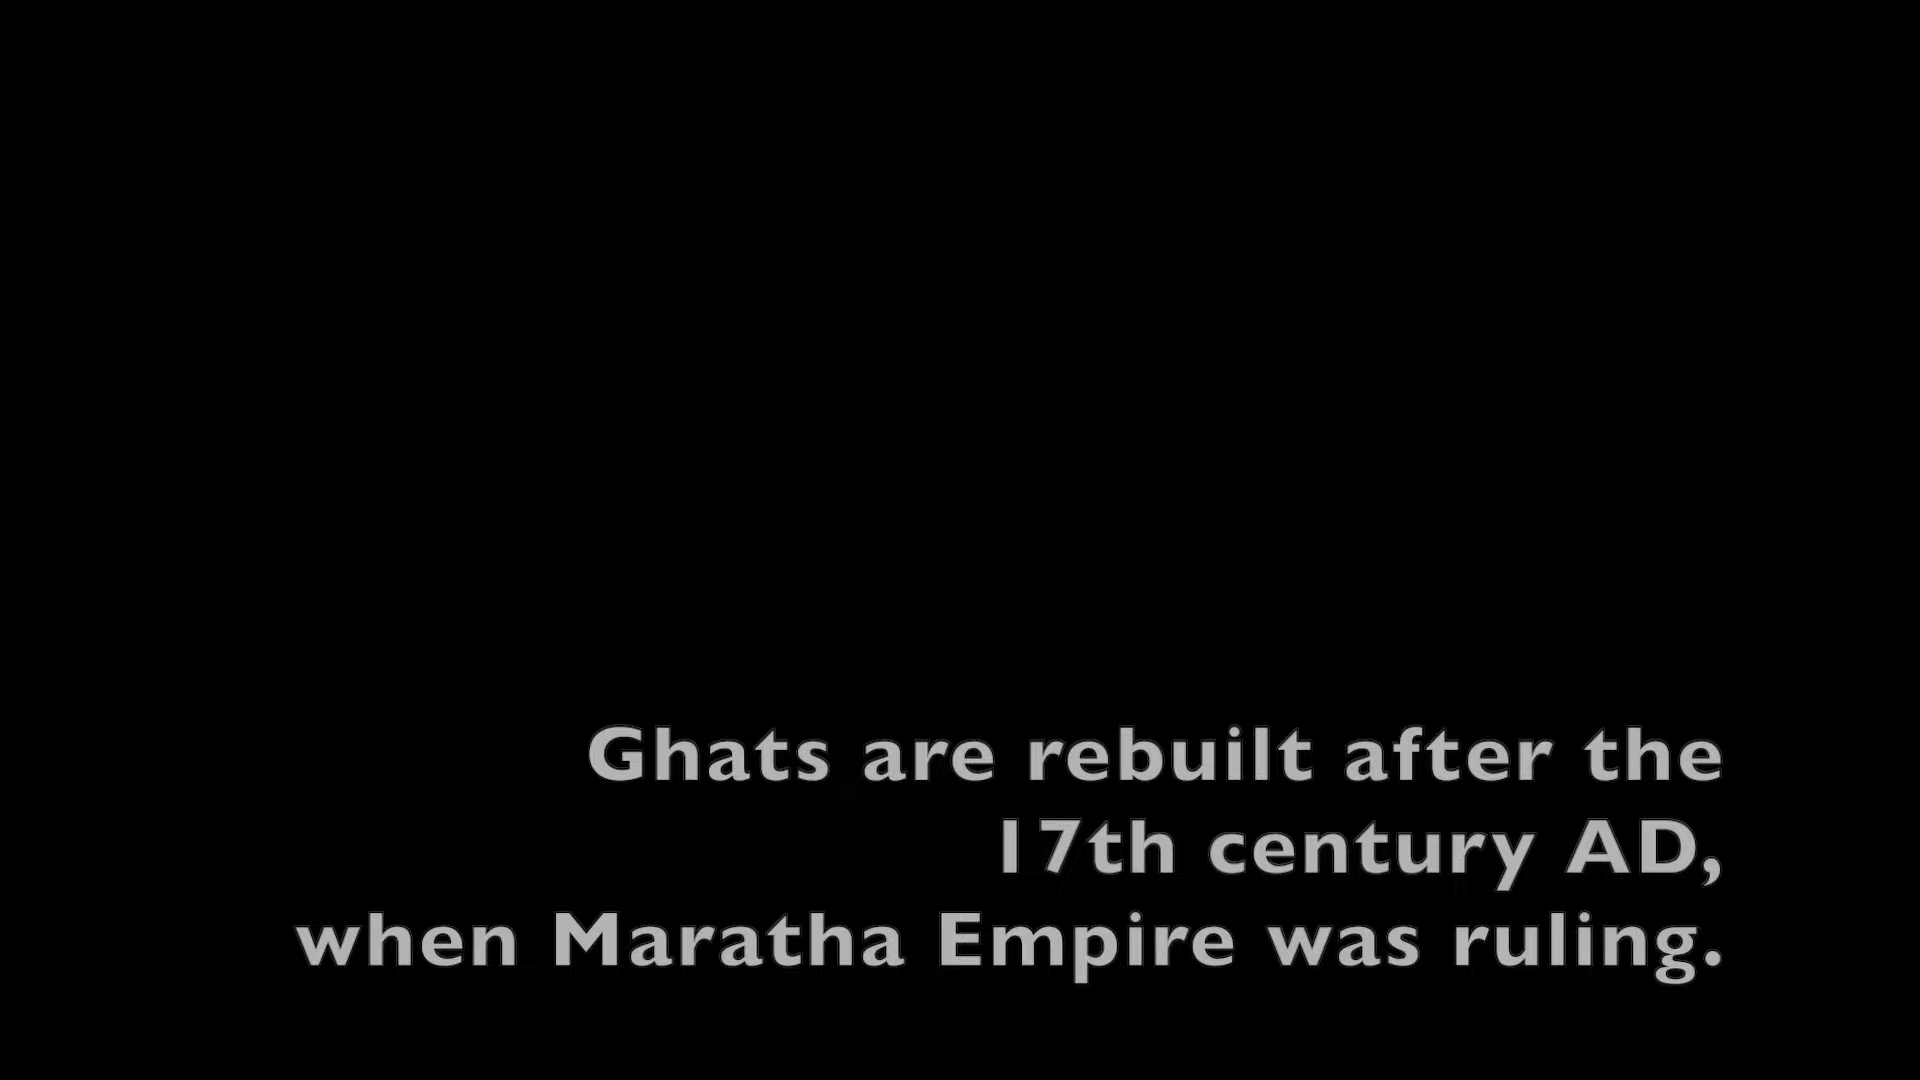 Ghats are rebuilt after the
17th century AD,
when Maratha Empire was ruling.